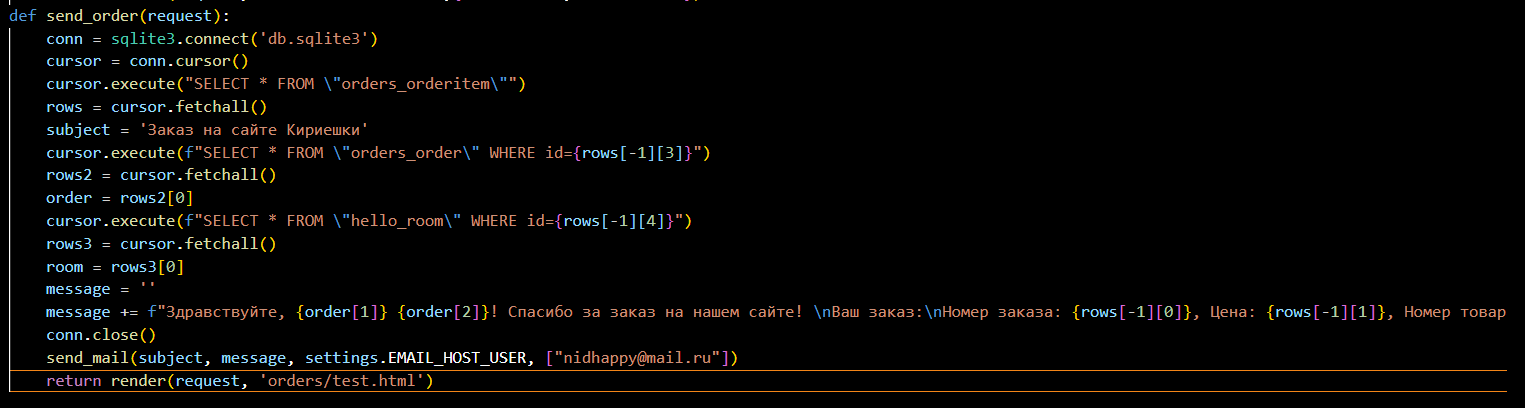 def send_order(request):
conn = sqlite3.connect('db.sqlite3')
cursor = conn.cursor()
cursor.execute("SELECT * FROM \"orders_orderitem\"")
rows = cursor.fetchall()
subject = 'Заказ на сайте Кириешки'
cursor.execute(f"SELECT * FROM \"orders_order\" WHERE id={rows[-1][3]}")
rows2 = cursor.fetchall()
order = rows2[0]
cursor.execute(f"SELECT * FROM \"hello_room\" WHERE id={rows[-1][4]}")
rows3 = cursor.fetchall()
room = rows3[0]
message = ''
message += f"Здравствуйте, {order[1]} {order[2]}! Спасибо за заказ на нашем сайте! \nВаш заказ:\nНомер заказа: {rows[-1][0]}, Цена: {rows[-1][1]}, Номер товар
conn.close()
send_mail(subject, message, settings.EMAIL_HOST_USER, ["nidhappy@mail.ru"])
return render(request, 'orders/test.html')